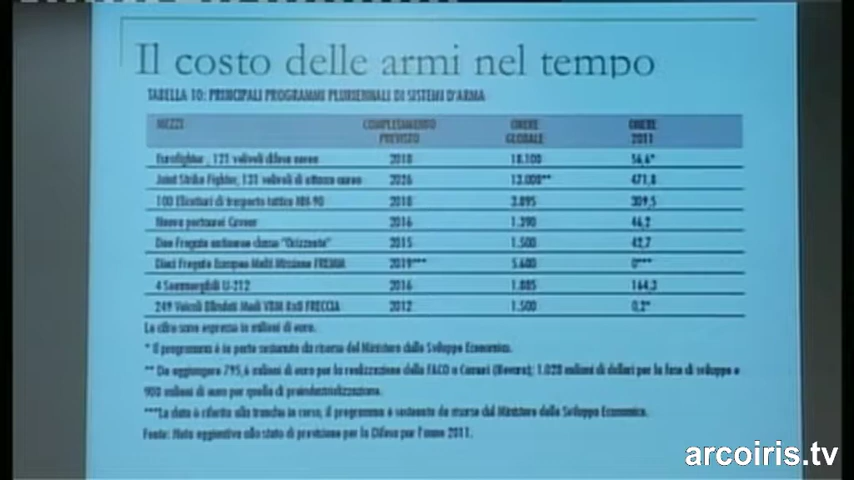 Il costo delle armi nel tempo
TABELLA 10: PRINCIPALI PROGRAMMI PLURIENNALI DI SISTEMI D'ARMA
MEZZI COMPLETAMENTO PREVISTO ONERE GLOBALE ONERE 2011
Eurofighter, 121 velivoli difesa aerea 2018 18.100 56,6*
Joint Strike Fighter, 131 velivoli di attacco aereo 2026 13.000** 471,8
100 Elicotteri di trasporto tattico NH-90 2018 3.895 309,5
Nuova portaerei Cavour 2016 1.390 46,2
Due Fregate antiaeree classe "Orizzonte" 2015 1.500 42,7
Dieci Fregate Europee Multi Missione FREMM 2019*** 5.680 0***
4 Sommergibili U-212 2016 1.885 164,3
249 Veicoli Blindati Medi VBM 8x8 FRECCIA 2012 1.500 0,2*
Le cifre sono espresse in milioni di euro.
* Il programma è in parte sostenuto da risorse del Ministero dello Sviluppo Economico.
** Da aggiungere 795,6 milioni di euro per la realizzazione della FACO a Cameri (Novara); 1.028 milioni di dollari per la fase di sviluppo e
900 milioni di euro per quella di preindustrializzazione.
***La data è riferita alla tranche in corso, il programma è sostenuto da risorse del Ministero dello Sviluppo Economico.
Fonte: Nota aggiuntiva allo stato di previsione per la Difesa per l'anno 2011.
arcoiris.tv